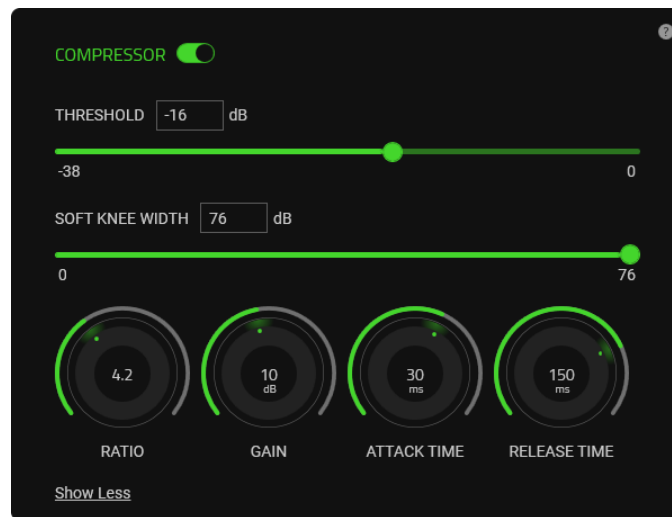 ?
COMPRESSOR
THRESHOLD -16 dB
-38 0
SOFT KNEE WIDTH 76 dB
0 76
4.2 10 30 150
dB ms ms
RATIO GAIN ATTACK TIME RELEASE TIME
Show Less